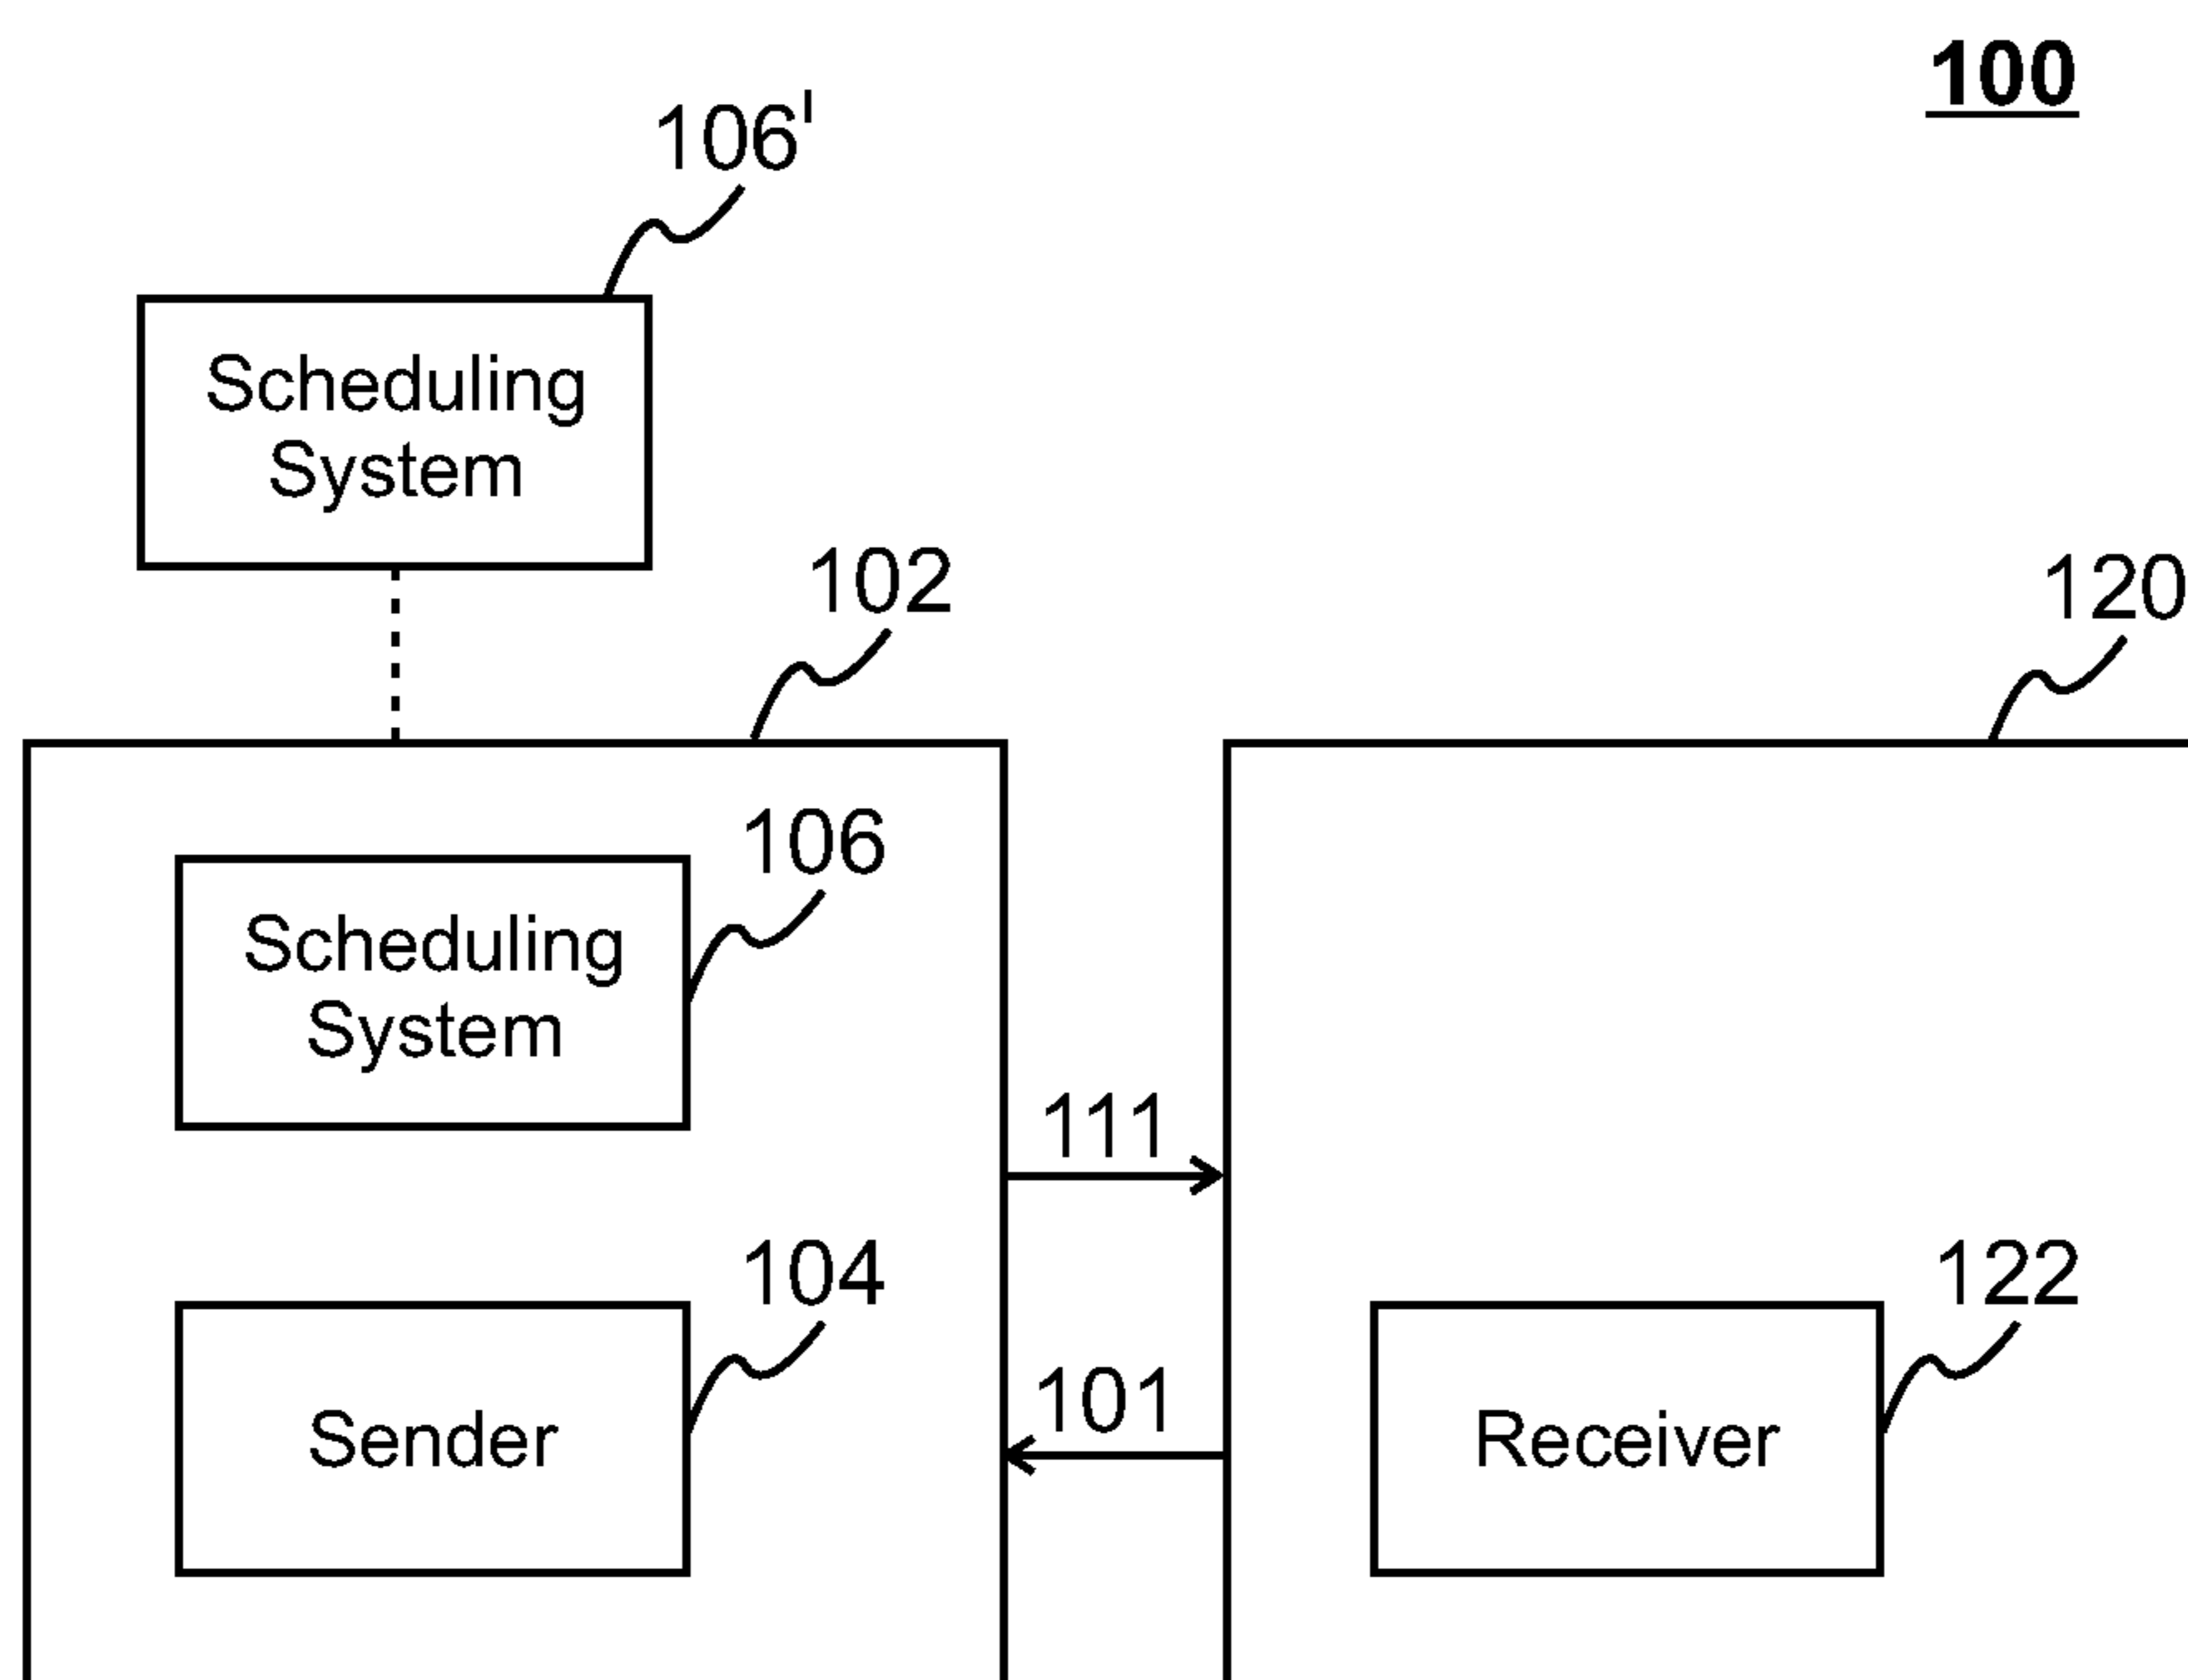 100
106'
Scheduling
System
102
120
106
Scheduling
System
111
104
122
101
Sender
Receiver